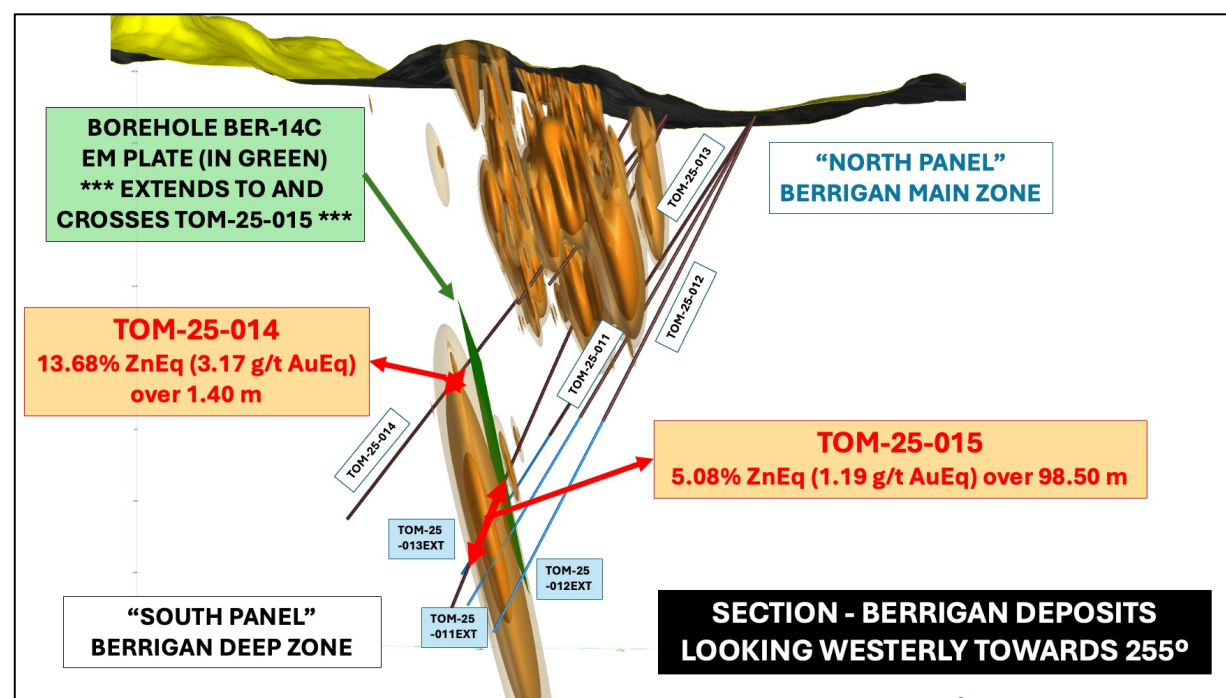 BOREHOLE BER-14C
EM PLATE (IN GREEN)
*** EXTENDS TO AND
CROSSES TOM-25-015 ***
“NORTH PANEL”
BERRIGAN MAIN ZONE
TOM-25-013
TOM-25-012
TOM-25-011
TOM-25-014
13.68% ZnEq (3.17 g/t AuEq)
over 1.40 m
TOM-25-014
TOM-25-015
5.08% ZnEq (1.19 g/t AuEq) over 98.50 m
TOM-25
-013EXT
TOM-25
-012EXT
TOM-25
-011EXT
“SOUTH PANEL”
BERRIGAN DEEP ZONE
SECTION - BERRIGAN DEPOSITS
LOOKING WESTERLY TOWARDS 255º